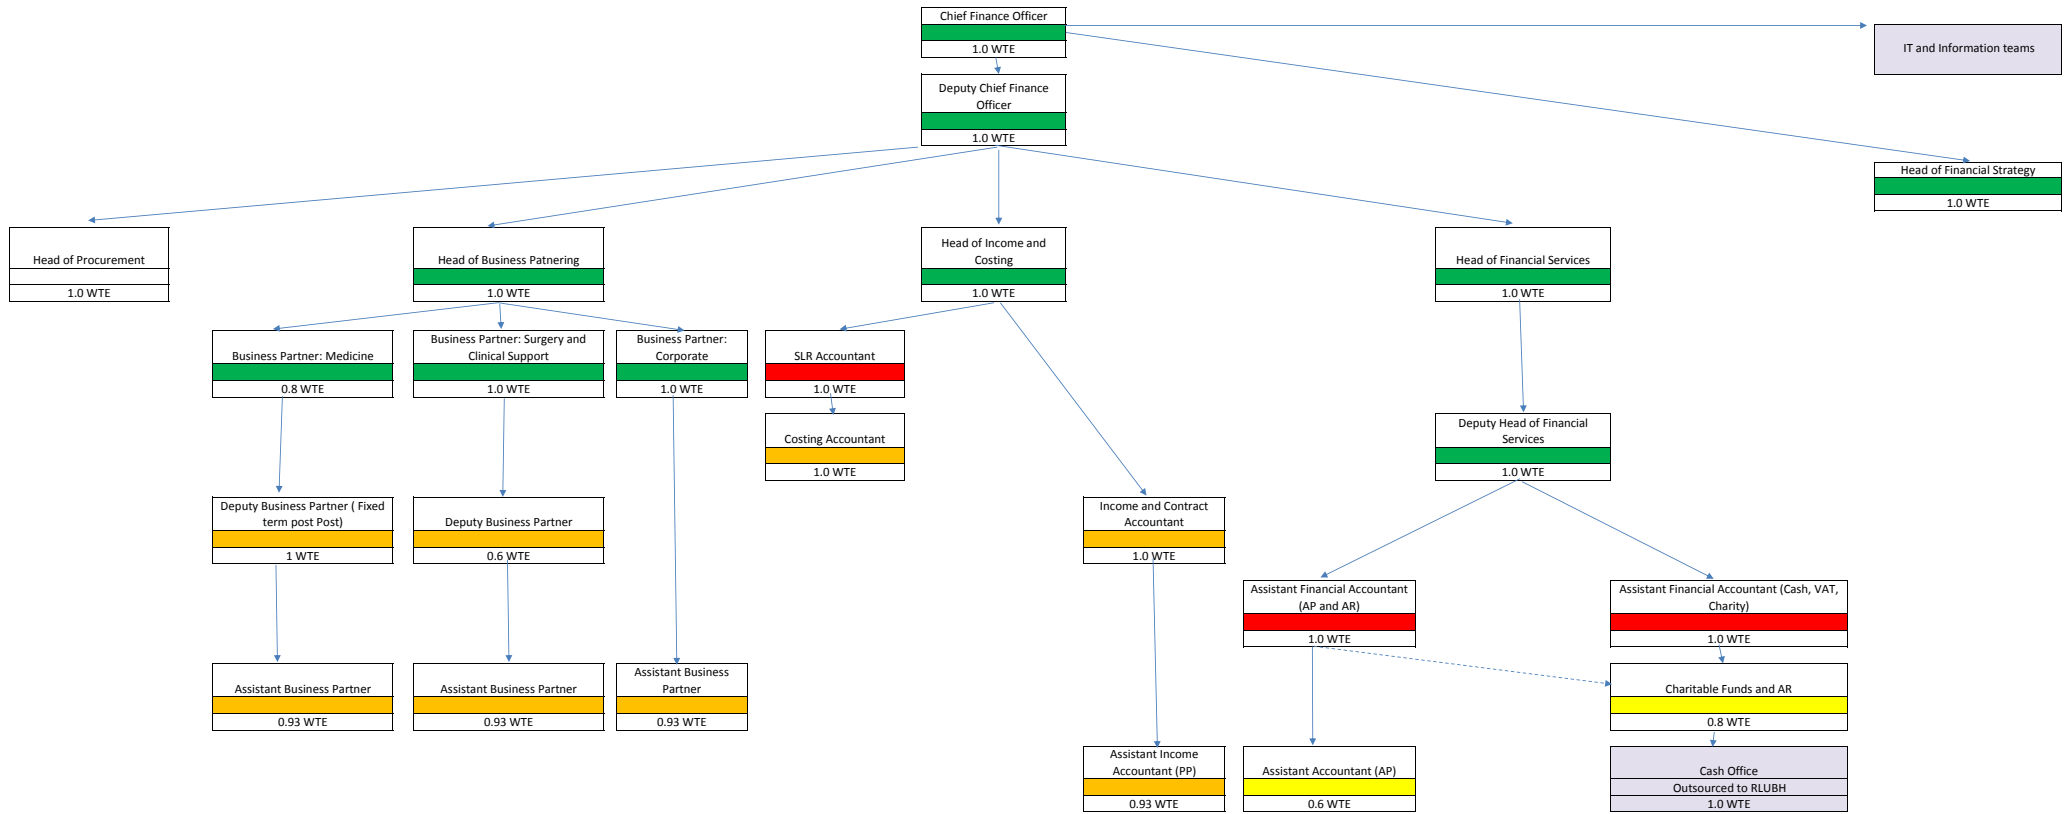 Chief Finance Officer
1.0 WTE
IT and Information teams
Deputy Chief Finance
Officer
1.0 WTE
Head of Financial Strategy
1.0 WTE
Head of Procurement
1.0 WTE
Head of Business Patnering
1.0 WTE
Head of Income and
Costing
1.0 WTE
Head of Financial Services
1.0 WTE
Business Partner: Medicine
0.8 WTE
Business Partner: Surgery and
Clinical Support
1.0 WTE
Business Partner:
Corporate
1.0 WTE
SLR Accountant
1.0 WTE
Costing Accountant
1.0 WTE
Deputy Head of Financial
Services
1.0 WTE
Deputy Business Partner ( Fixed
term post Post)
1 WTE
Deputy Business Partner
0.6 WTE
Income and Contract
Accountant
1.0 WTE
Assistant Financial Accountant
(AP and AR)
1.0 WTE
Assistant Financial Accountant (Cash, VAT,
Charity)
1.0 WTE
Assistant Business Partner
0.93 WTE
Assistant Business Partner
0.93 WTE
Assistant Business
Partner
0.93 WTE
Charitable Funds and AR
0.8 WTE
Assistant Income
Accountant (PP)
0.93 WTE
Assistant Accountant (AP)
0.6 WTE
Cash Office
Outsourced to RLUBH
1.0 WTE